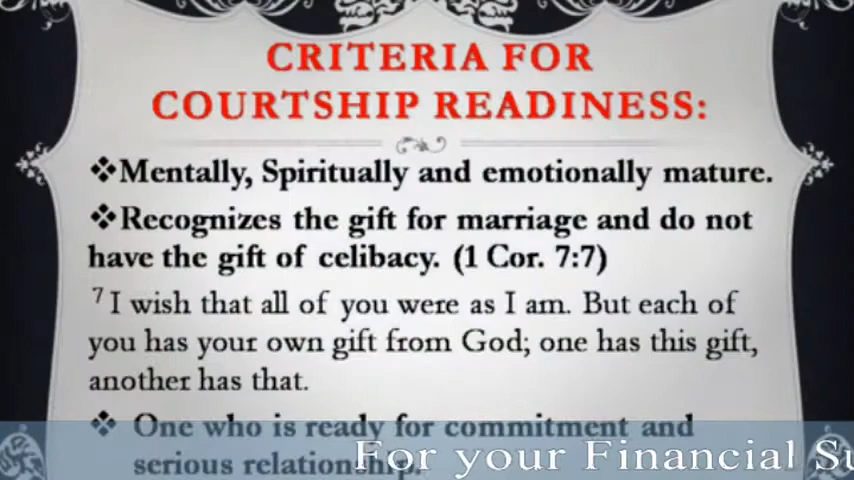 CRITERIA FOR
COURTSHIP READINESS:
❖Mentally, Spiritually and emotionally mature.
❖Recognizes the gift for marriage and do not
have the gift of celibacy. (1 Cor. 7:7)
7 I wish that all of you were as I am. But each of
you has your own gift from God; one has this gift,
another has that.
❖ One who is ready for commitment and
serious relationship.
For your Financial Su